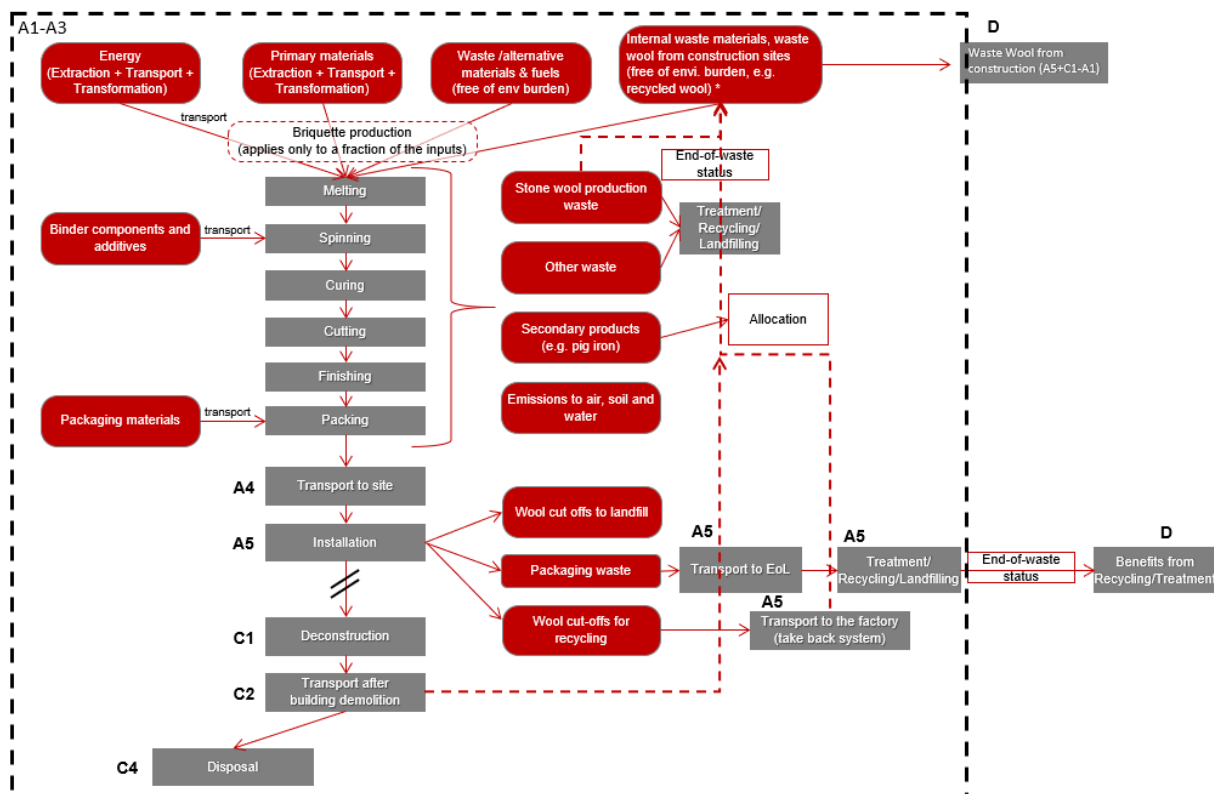 A1-A3
D
Energy
(Extraction + Transport +
Transformation)
Primary materials
(Extraction + Transport +
Transformation)
Waste /alternative
materials & fuels
(free of env burden)
Internal waste materials, waste
wool from construction sites
(free of envi. burden, e.g.
recycled wool) *
Waste Wool from
construction (A5+C1-A1)
transport
Briquette production
(applies only to a fraction of the inputs)
Melting
End-of-waste
status
Stone wool production
waste
Treatment/
Recycling/
Landfilling
Binder components and
additives
transport
Spinning
Other waste
Curing
Cutting
Secondary products
(e.g. pig iron)
Allocation
Finishing
Packaging materials
transport
Packing
Emissions to air, soil and
water
A4
Transport to site
Wool cut offs to landfill
A5
Installation
A5
A5
D
Packaging waste
Transport to EoL
Treatment/
Recycling/Landfilling
End-of-waste
status
Benefits from
Recycling/Treatment
A5
C1
Deconstruction
Wool cut-offs for
recycling
Transport to the factory
(take back system)
C2
Transport after
building demolition
C4
Disposal